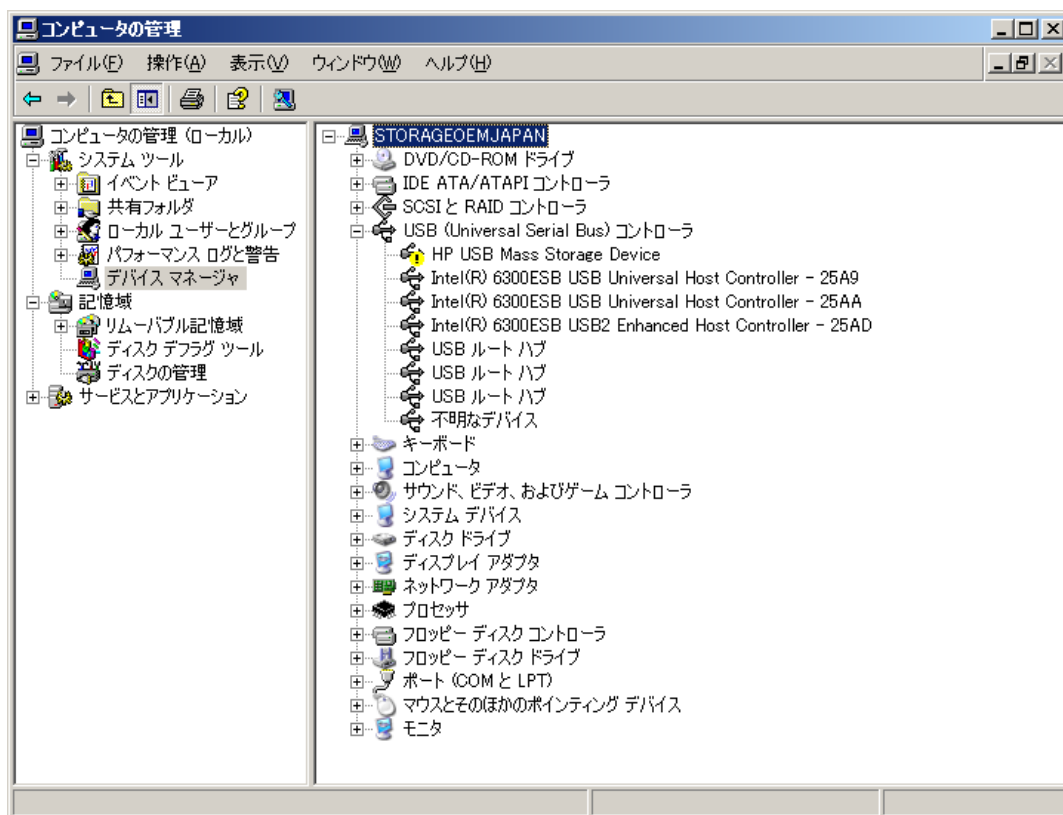 コンピュータの管理
ファイル(F) 操作(A) 表示(V) ウィンドウ(W) ヘルプ(H)
コンピュータの管理 (ローカル)
システム ツール
イベント ビューア
共有フォルダ
ローカル ユーザーとグループ
パフォーマンス ログと警告
デバイス マネージャ
記憶域
リムーバブル記憶域
ディスク デフラグ ツール
ディスクの管理
サービスとアプリケーション
STORAGEOEMJAPAN
DVD/CD-ROM ドライブ
IDE ATA/ATAPI コントローラ
SCSI と RAID コントローラ
USB (Universal Serial Bus) コントローラ
HP USB Mass Storage Device
Intel(R) 6300ESB USB Universal Host Controller - 25A9
Intel(R) 6300ESB USB Universal Host Controller - 25AA
Intel(R) 6300ESB USB2 Enhanced Host Controller - 25AD
USB ルート ハブ
USB ルート ハブ
USB ルート ハブ
不明なデバイス
キーボード
コンピュータ
サウンド、ビデオ、およびゲーム コントローラ
システム デバイス
ディスク ドライブ
ディスプレイ アダプタ
ネットワーク アダプタ
プロセッサ
フロッピー ディスク コントローラ
フロッピー ディスク ドライブ
ポート (COM と LPT)
マウスとそのほかのポインティング デバイス
モニタ